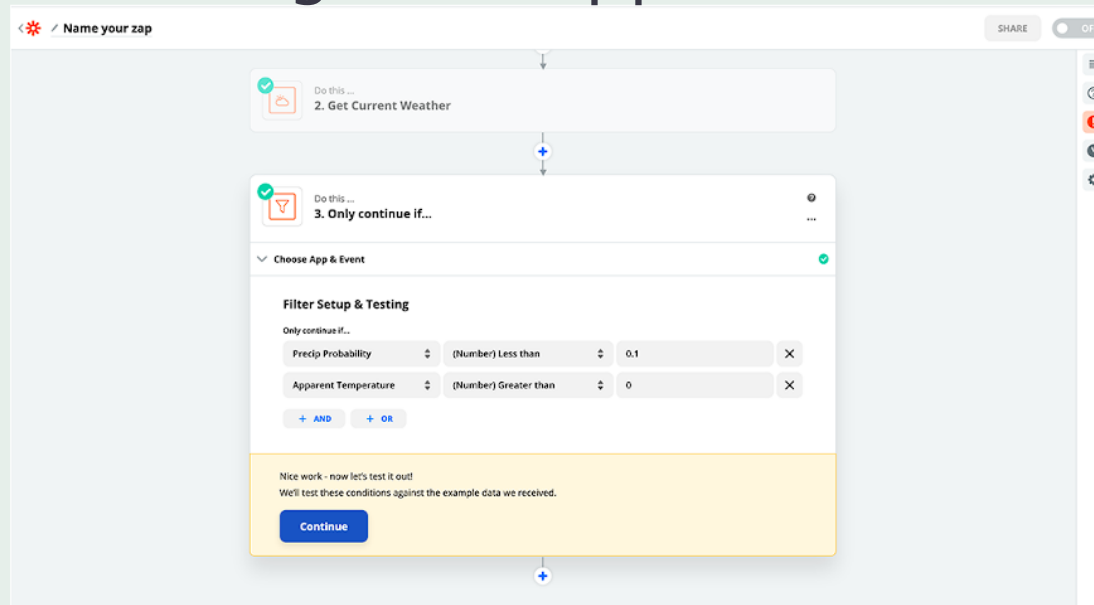 Name your zap
SHARE
Do this ...
2. Get Current Weather
Do this ...
3. Only continue if...
...
Choose App & Event
Filter Setup & Testing
Only continue if...
Precip Probability (Number) Less than 0.1
Apparent Temperature (Number) Greater than 0
+ AND + OR
Nice work - now let's test it out!
We'll test these conditions against the example data we received.
Continue